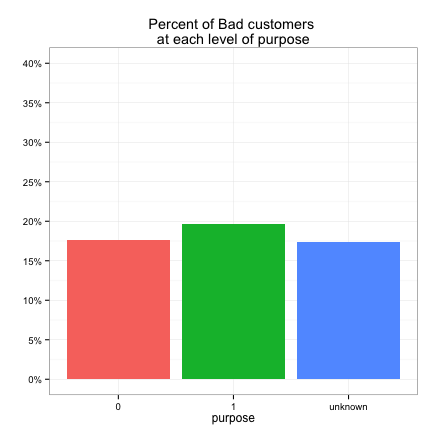 Percent of Bad customers
at each level of purpose
40%
35%
30%
25%
20%
15%
10%
5%
0%
0 1 unknown
purpose